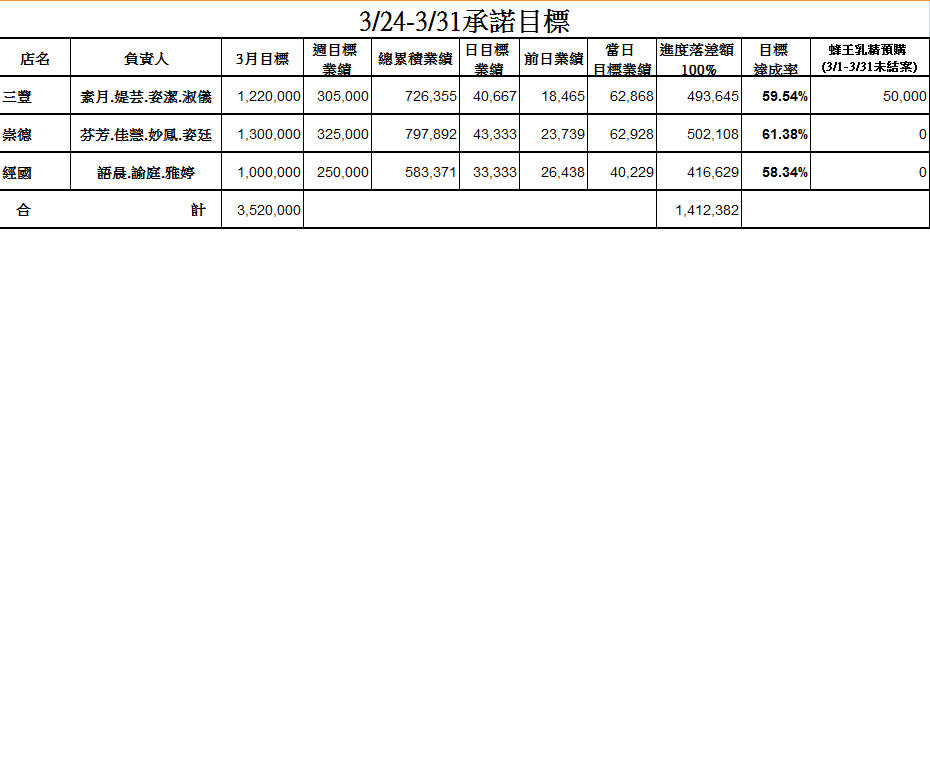 3/24-3/31承諾目標
店名 負責人 3月目標 週目標業績 總累積業績 日目標業績 前日業績 當日目標業績 進度落差額100% 目標達成率 蜂王乳精預購(3/1-3/31未結案)
三豐 素月.媞芸.姿潔.淑儀 1,220,000 305,000 726,355 40,667 18,465 62,868 493,645 59.54% 50,000
崇德 芬芳.佳慧.妙鳳.姿廷 1,300,000 325,000 797,892 43,333 23,739 62,928 502,108 61.38% 0
經國 語晨.諭庭.雅婷 1,000,000 250,000 583,371 33,333 26,438 40,229 416,629 58.34% 0
合 計 3,520,000 1,412,382